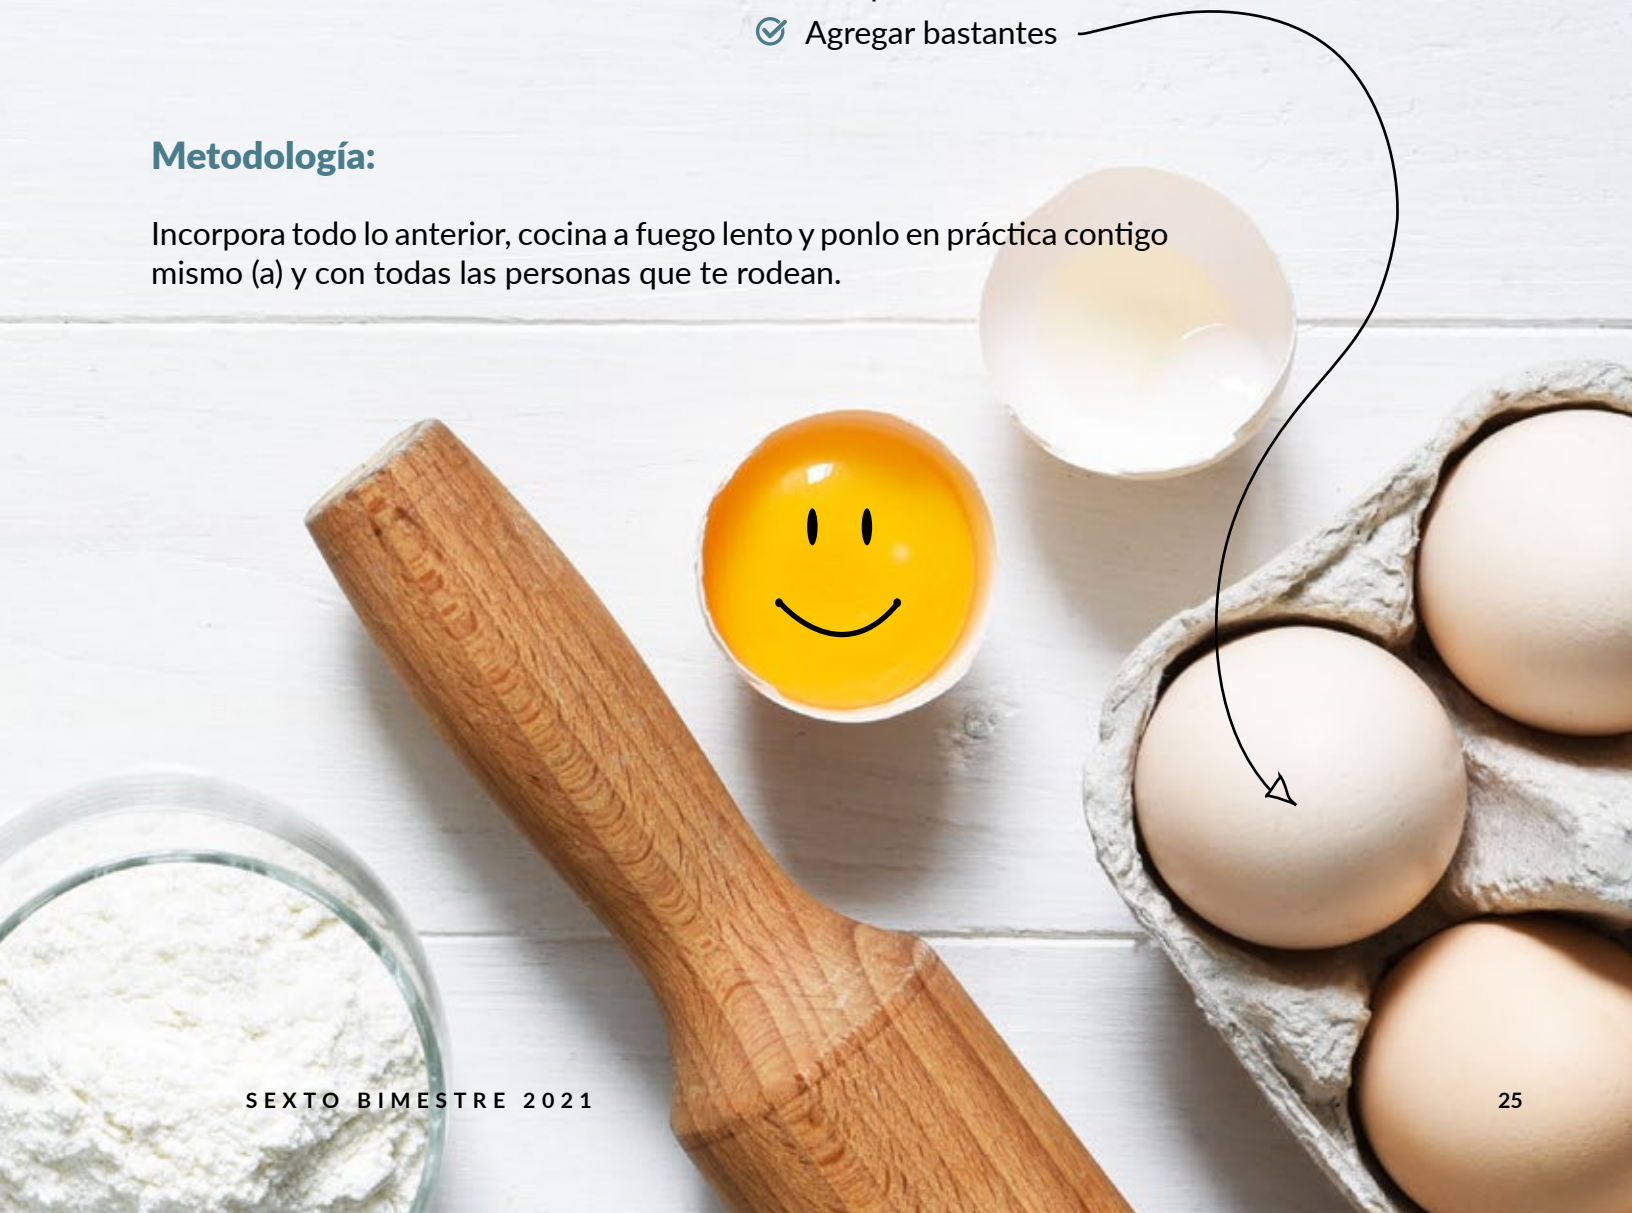 Agregar bastantes
Metodología:
Incorpora todo lo anterior, cocina a fuego lento y ponlo en práctica contigo
mismo (a) y con todas las personas que te rodean.
SEXTO BIMESTRE 2021
25